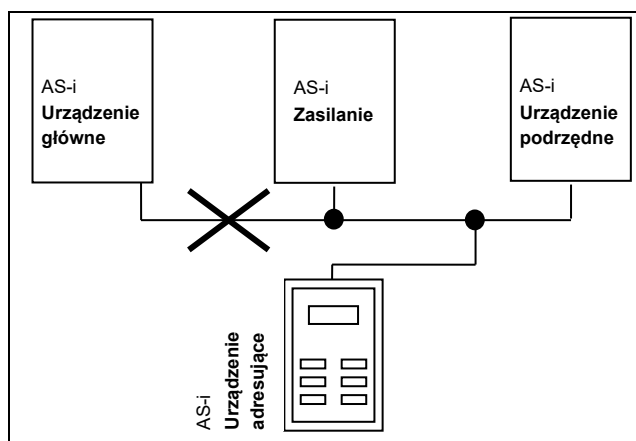 AS-i
Urządzenie
główne
AS-i
Zasilanie
AS-i
Urządzenie
podrzędne
AS-i
Urządzenie
adresujące